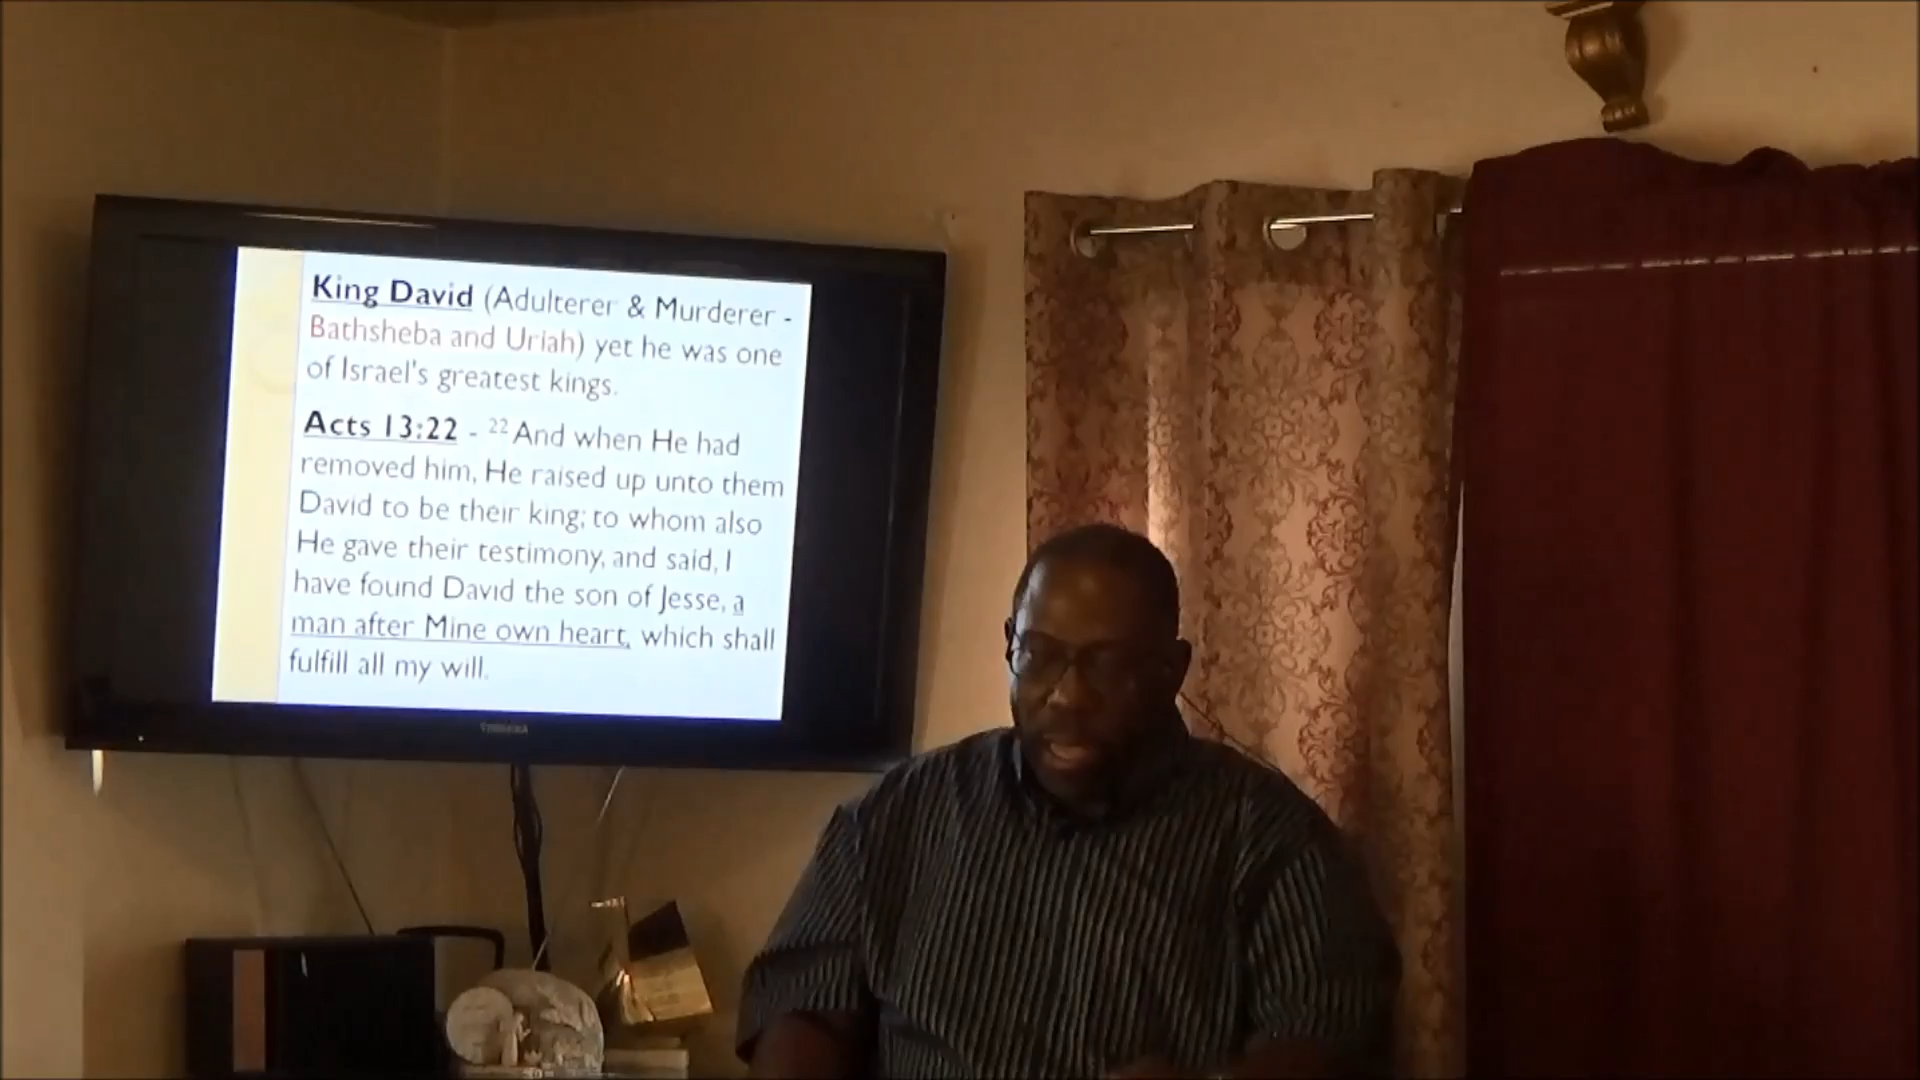 King David (Adulterer & Murderer -
Bathsheba and Uriah) yet he was one
of Israel's greatest kings.
Acts 13:22 - 22 And when He had
removed him, He raised up unto them
David to be their king; to whom also
He gave their testimony, and said, I
have found David the son of Jesse, a
man after Mine own heart, which shall
fulfill all my will.
TOSHIBA